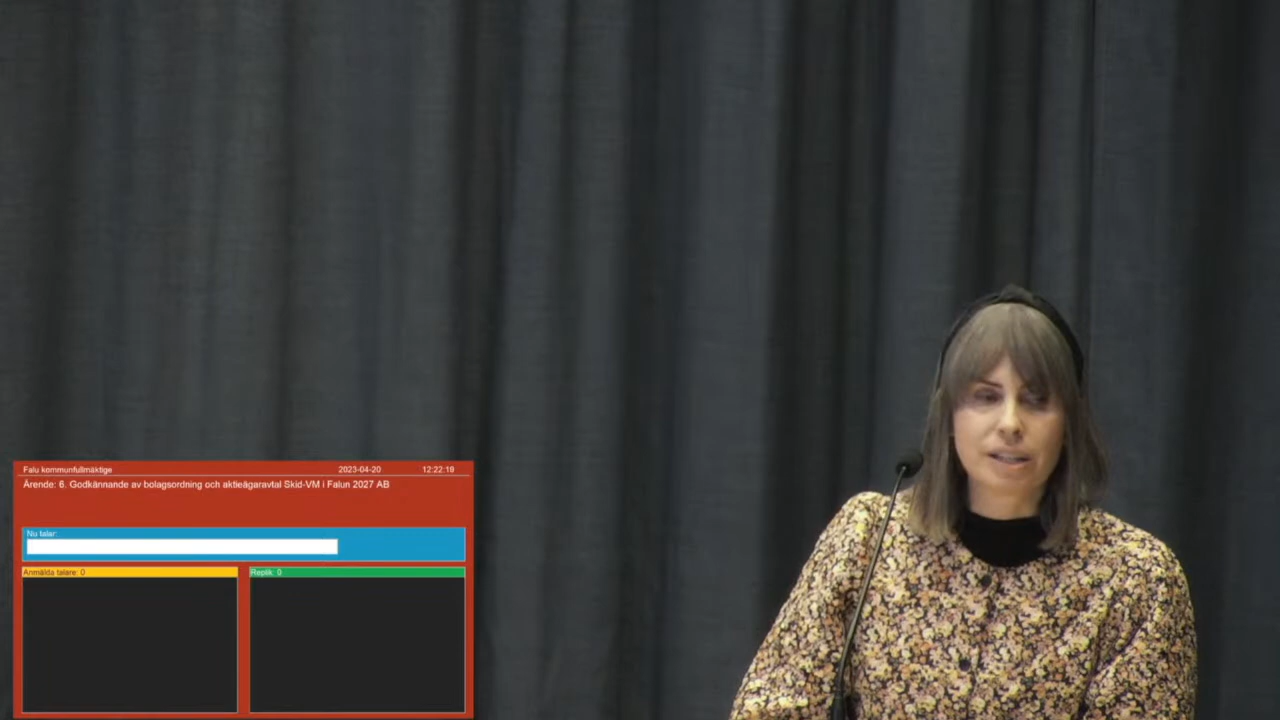 Falu kommunfullmäktige 2023-04-20 12:22:19
Ärende: 6. Godkännande av bolagsordning och aktieägaravtal Skid-VM i Falun 2027 AB
Nu talar:
Anmälda talare: 0 Replik: 0